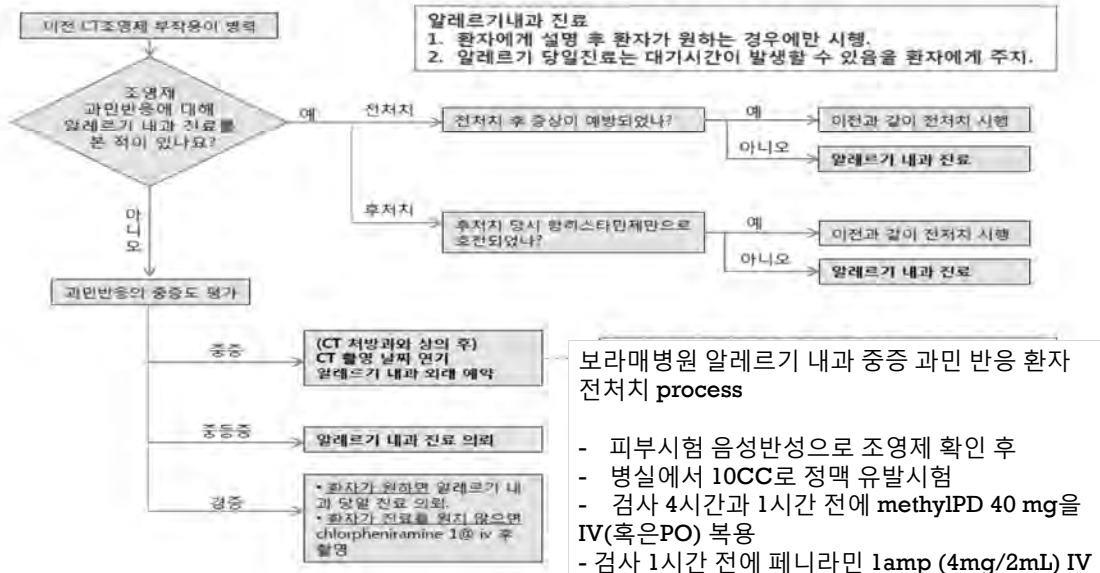 이전 CT조영제 부작용이 병력
알레르기내과 진료
1. 환자에게 설명 후 환자가 원하는 경우에만 시행.
2. 알레르기 당일진료는 대기시간이 발생할 수 있음을 환자에게 주지.
조영제
과민반응에 대해
알레르기 내과 진료를
본 적이 있나요?
예
전처치
전처치 후 증상이 예방되었나?
예
이전과 같이 전처치 시행
아니오
알레르기 내과 진료
후처치
후처치 당시 항히스타민제만으로
호전되었나?
예
이전과 같이 전처치 시행
아니오
알레르기 내과 진료
아니오
과민반응의 중증도 평가
중증
(CT 처방과와 상의 후)
CT 촬영 날짜 연기
알레르기 내과 외래 예약
중등중
알레르기 내과 진료 의뢰
경증
• 환자가 원하면 알레르기 내
과 당일 진료 의뢰.
• 환자가 진료를 원치 않으면
chlorpheniramine 1@ iv 후
촬영
보라매병원 알레르기 내과 중증 과민 반응 환자
전처치 process
- 피부시험 음성반성으로 조영제 확인 후
- 병실에서 10CC로 정맥 유발시험
- 검사 4시간과 1시간 전에 methylPD 40 mg을
IV(혹은PO) 복용
- 검사 1시간 전에 페니라민 1amp (4mg/2mL) IV